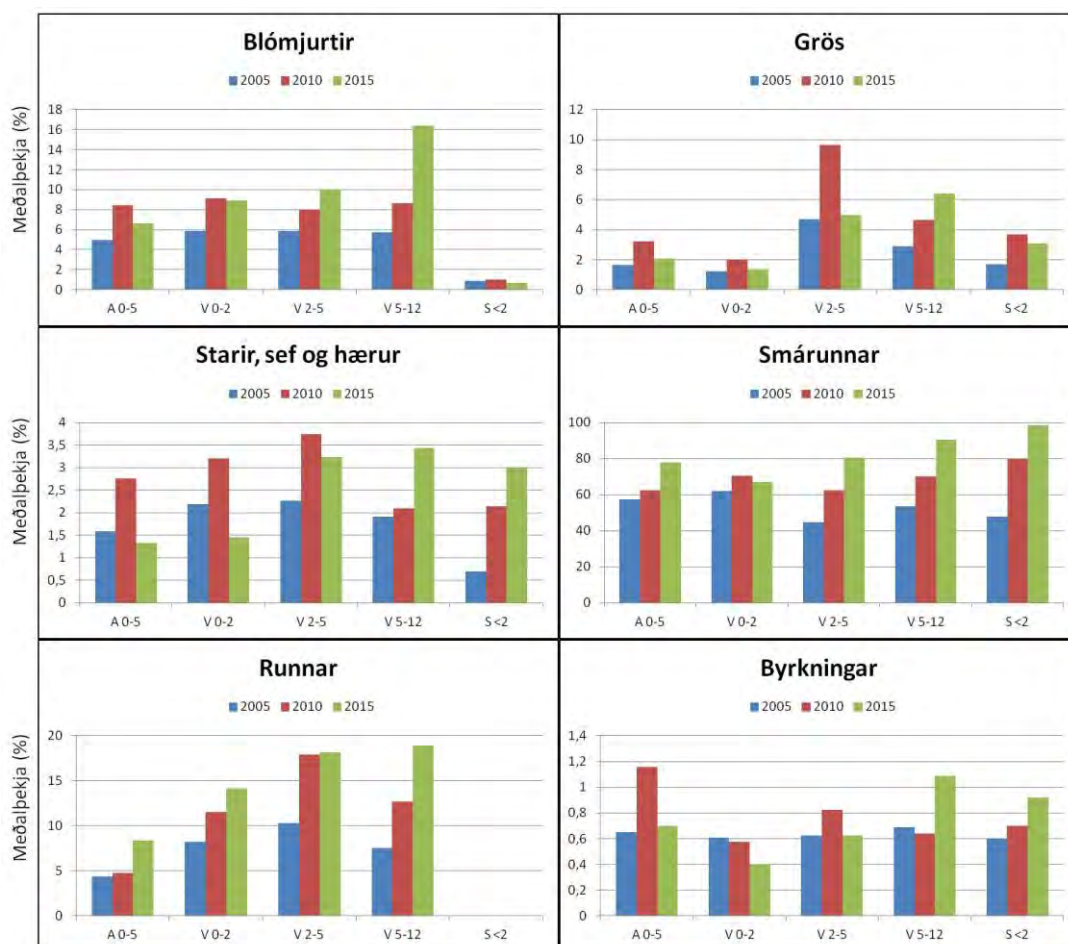 Blómjurtir
2005 2010 2015
Meðalþekja (%)
18
16
14
12
10
8
6
4
2
0
A 0-5 V 0-2 V 2-5 V 5-12 S <2
Grös
2005 2010 2015
12
10
8
6
4
2
0
A 0-5 V 0-2 V 2-5 V 5-12 S <2
Starir, sef og hærur
2005 2010 2015
Meðalþekja (%)
4
3,5
3
2,5
2
1,5
1
0,5
0
A 0-5 V 0-2 V 2-5 V 5-12 S <2
Smárunnar
2005 2010 2015
100
80
60
40
20
0
A 0-5 V 0-2 V 2-5 V 5-12 S <2
Runnar
2005 2010 2015
Meðalþekja (%)
20
15
10
5
0
A 0-5 V 0-2 V 2-5 V 5-12 S <2
Byrkningar
2005 2010 2015
1,4
1,2
1
0,8
0,6
0,4
0,2
0
A 0-5 V 0-2 V 2-5 V 5-12 S <2